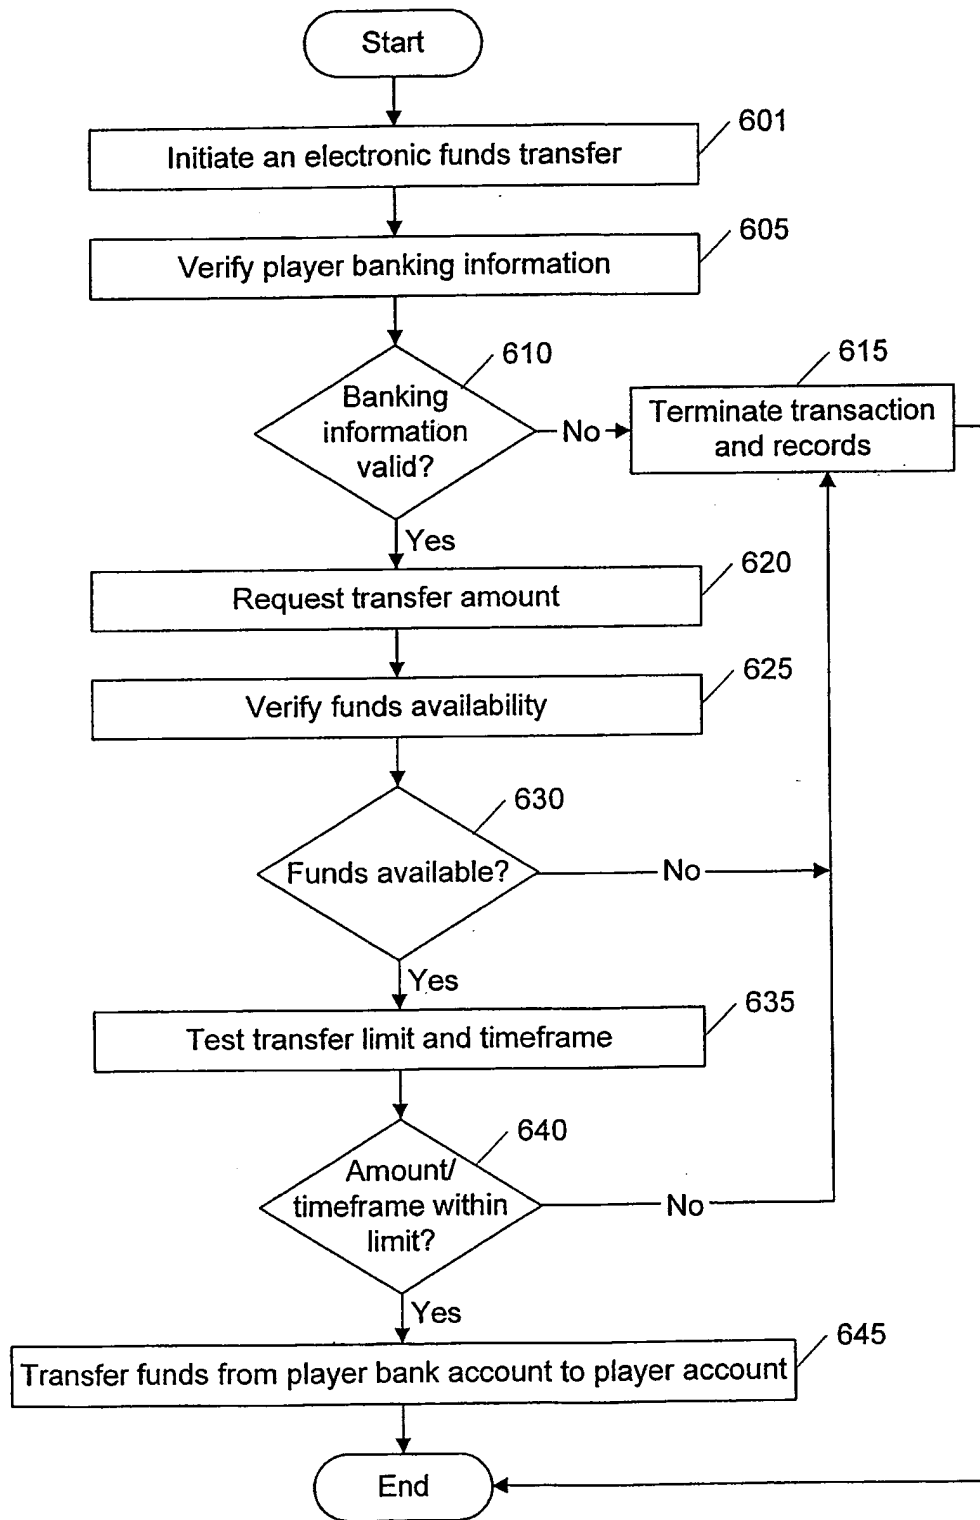 Start
601
Initiate an electronic funds transfer
605
Verify player banking information
610
Banking
information
valid?
No
615
Terminate transaction
and records
Yes
620
Request transfer amount
625
Verify funds availability
630
Funds available?
No
Yes
635
Test transfer limit and timeframe
640
Amount/
timeframe within
limit?
No
Yes
645
Transfer funds from player bank account to player account
End